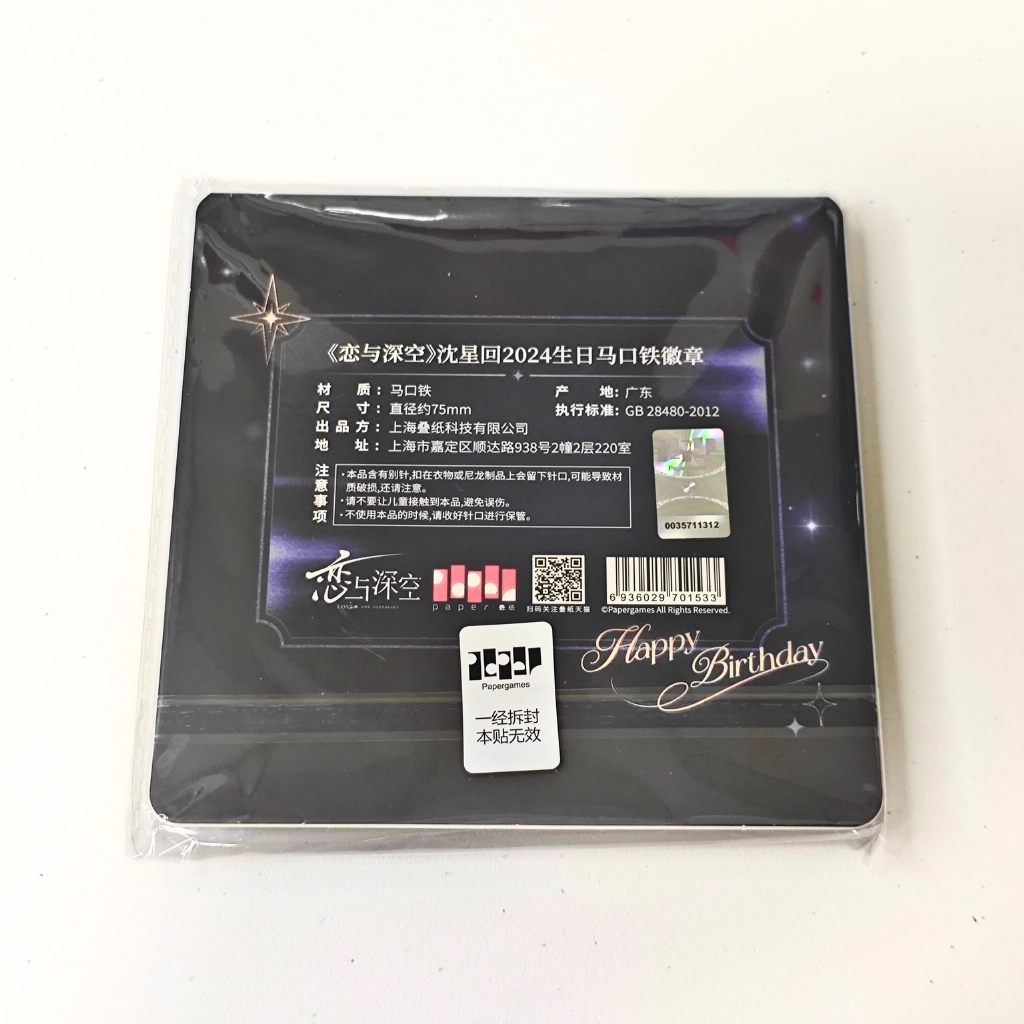 《恋与深空》沈星回2024生日马口铁徽章
材 质：马口铁
产 地：广东
尺 寸：直径约75mm
执行标准：GB 28480-2012
出品方：上海叠纸科技有限公司
地 址：上海市嘉定区顺达路938号2幢2层220室
注意事项
·本品含有别针,扣在衣物或尼龙制品上会留下针口,可能导致材
质破损,还请注意。
·请不要让儿童接触到本品,避免误伤。
·不使用本品的时候,请收好针口进行保管。
0035711312
恋与深空
LOVE AND DEEPSPACE
paper·叠纸
扫码关注叠纸天猫
6 936029 701533
©Papergames All Rights Reserved.
Happy
Birthday
paper
Papergames
一经拆封
本贴无效